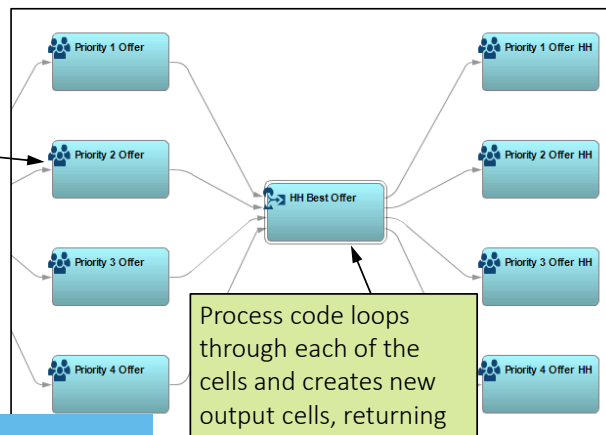 Priority 1 Offer
Priority 1 Offer HH
Priority 2 Offer
Priority 2 Offer HH
HH Best Offer
Priority 3 Offer
Priority 3 Offer HH
Priority 4 Offer
Priority 4 Offer HH
Process code loops
through each of the
cells and creates new
output cells, returning